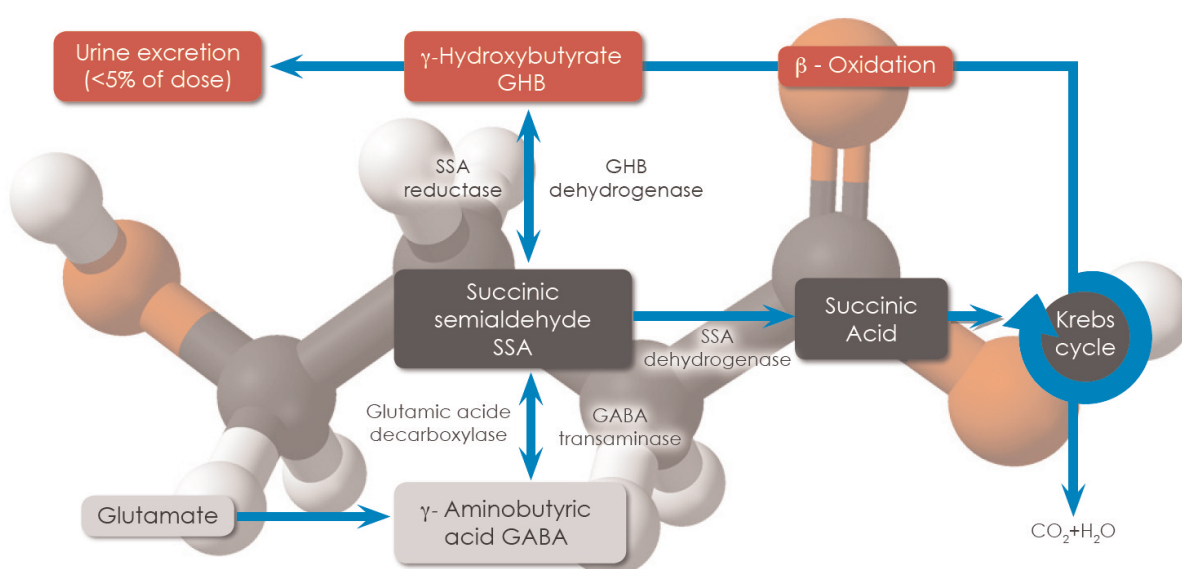 Urine excretion
(<5% of dose)
γ-Hydroxybutyrate
GHB
β - Oxidation
SSA
reductase
GHB
dehydrogenase
Succinic
semialdehyde
SSA
SSA
dehydrogenase
Succinic
Acid
Krebs
cycle
Glutamic acide
decarboxylase
GABA
transaminase
Glutamate
γ- Aminobutyric
acid GABA
CO₂+H₂O